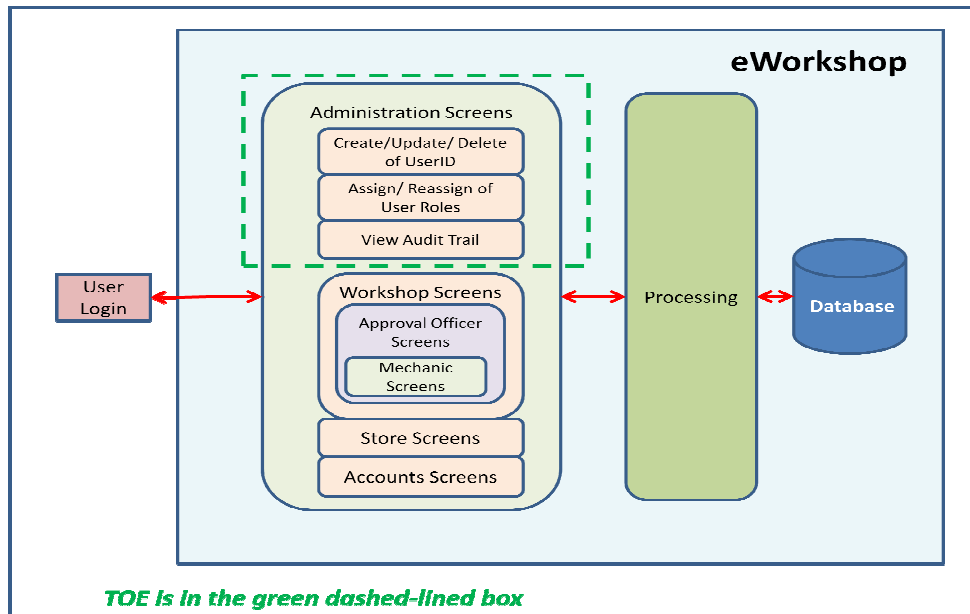 eWorkshop
Administration Screens
Create/Update/ Delete
of UserID
Assign/ Reassign of
User Roles
View Audit Trail
User
Login
Workshop Screens
Approval Officer
Screens
Mechanic
Screens
Store Screens
Accounts Screens
Processing
Database
TOE Is in the green dashed-lined box